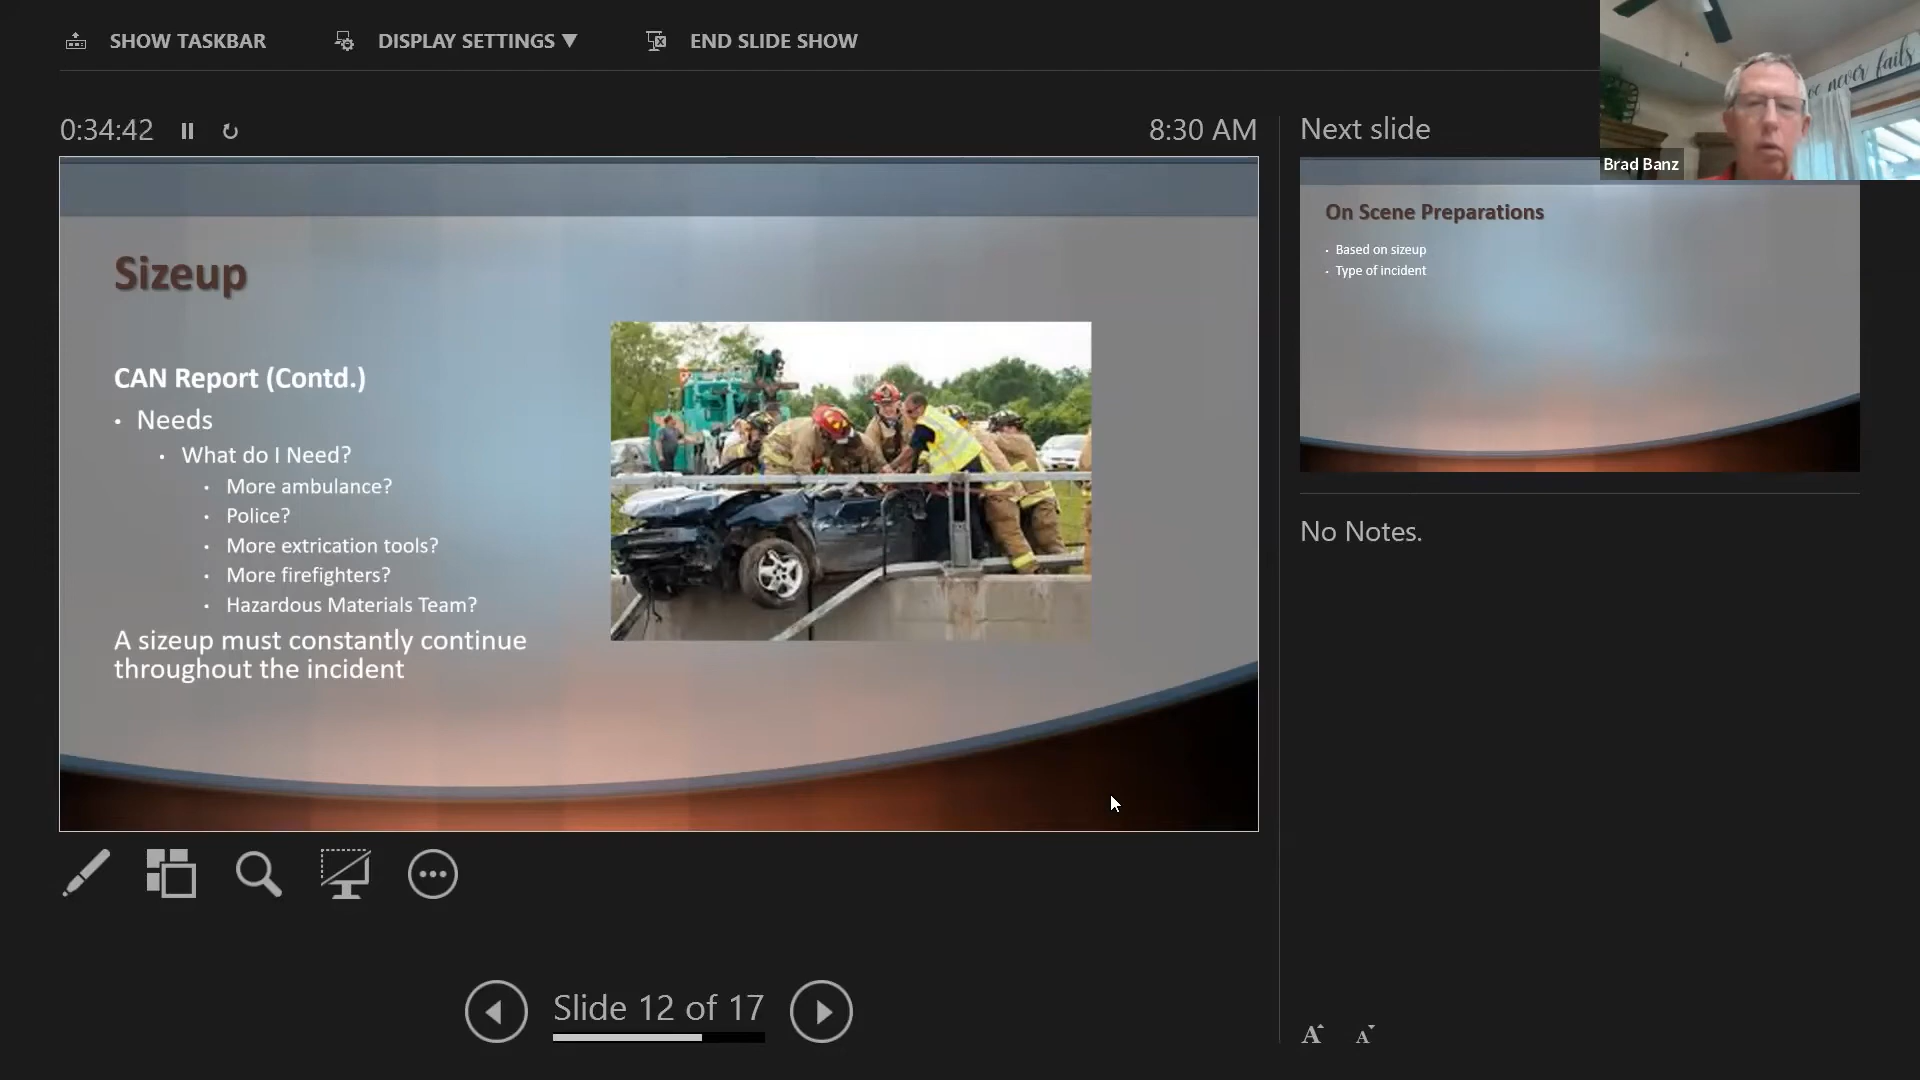 SHOW TASKBAR
DISPLAY SETTINGS ▼
END SLIDE SHOW
0:34:42
8:30 AM
Sizeup
CAN Report (Contd.)
• Needs
• What do I Need?
• More ambulance?
• Police?
• More extrication tools?
• More firefighters?
• Hazardous Materials Team?
A sizeup must constantly continue
throughout the incident
Slide 12 of 17
Next slide
never fails
Brad Banz
On Scene Preparations
• Based on sizeup
• Type of incident
No Notes.
A A